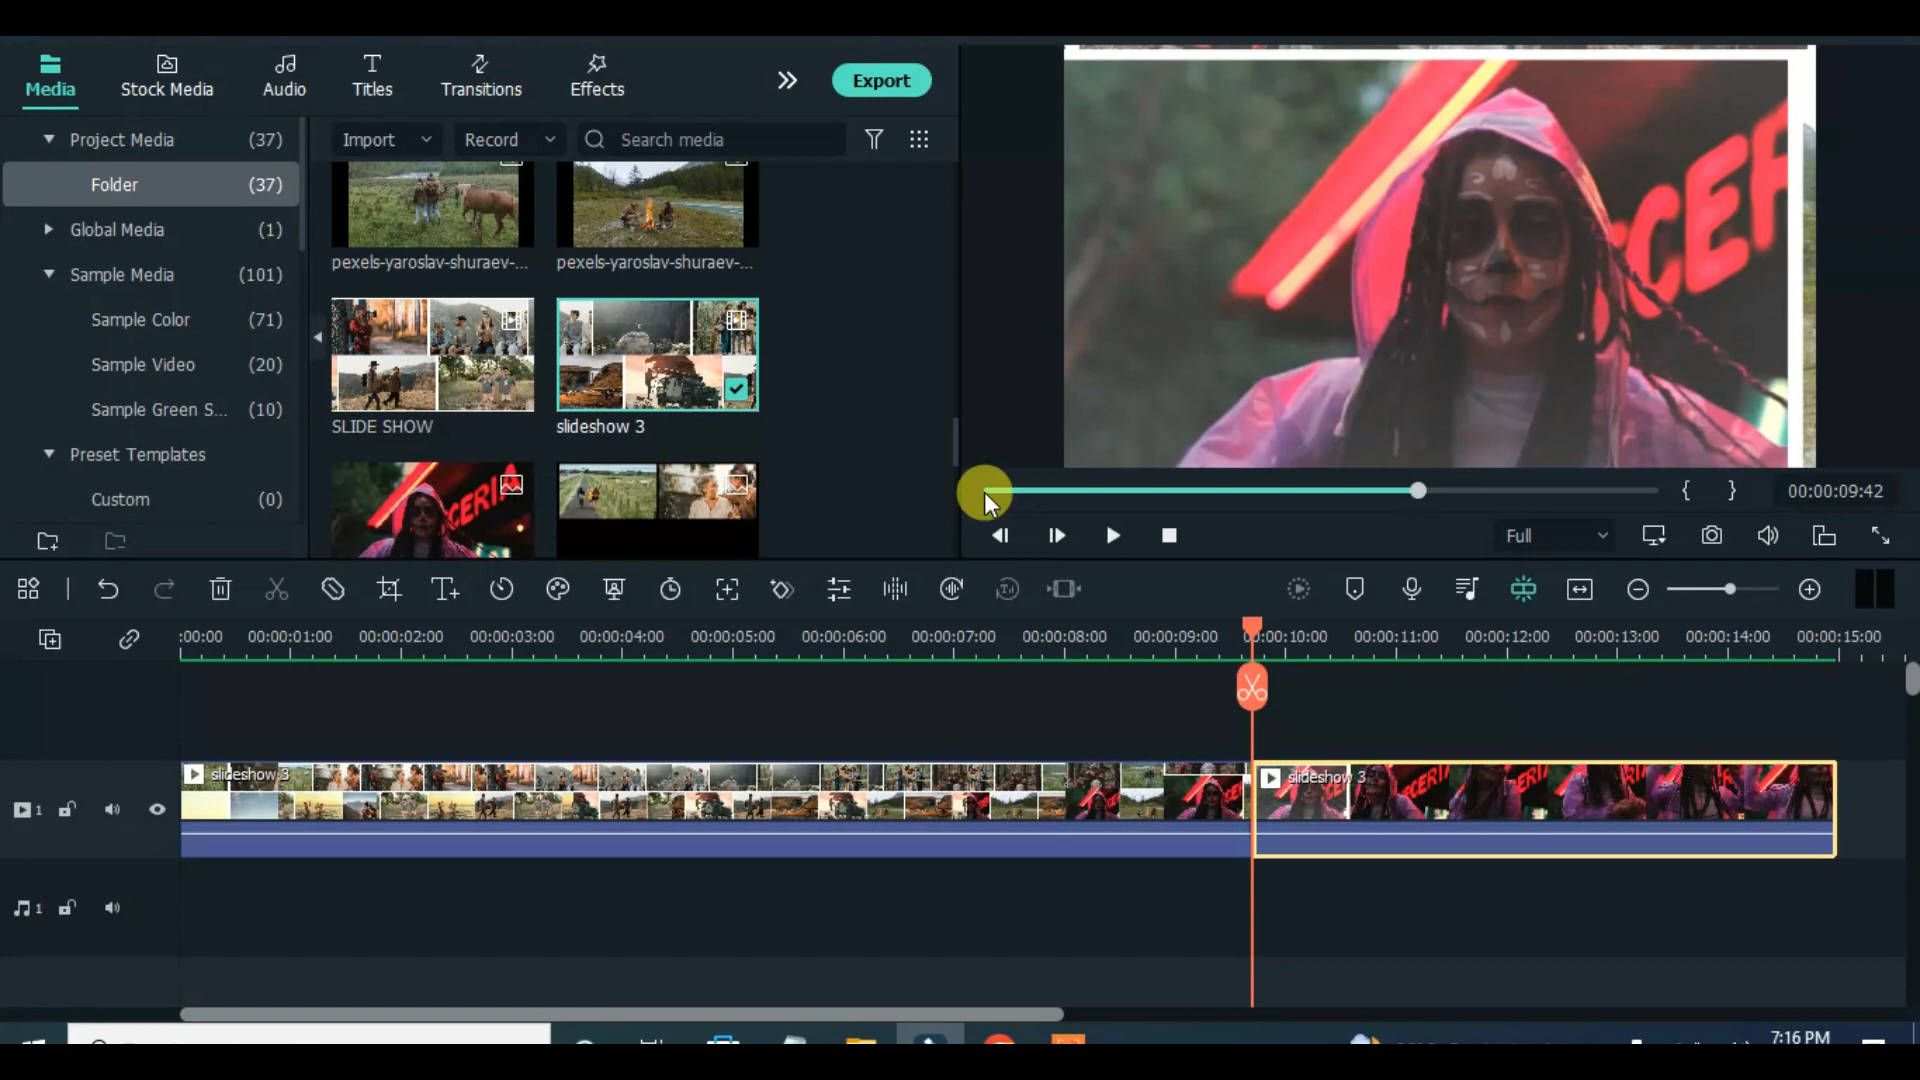 Media
Stock Media
Audio
Titles
Transitions
Effects
Export
Project Media (37)
Folder (37)
Global Media (1)
Sample Media (101)
Sample Color (71)
Sample Video (20)
Sample Green S... (10)
Preset Templates
Custom (0)
Import
Record
Search media
pexels-yaroslav-shuraev-...
pexels-yaroslav-shuraev-...
SLIDE SHOW
slideshow 3
CERIA
CERIA
{ } 00:00:09:42
Full
:00:00 00:00:01:00 00:00:02:00 00:00:03:00 00:00:04:00 00:00:05:00 00:00:06:00 00:00:07:00 00:00:08:00 00:00:09:00 00:00:10:00 00:00:11:00 00:00:12:00 00:00:13:00 00:00:14:00 00:00:15:00
slideshow 3
slideshow 3
1
1
7:16 PM